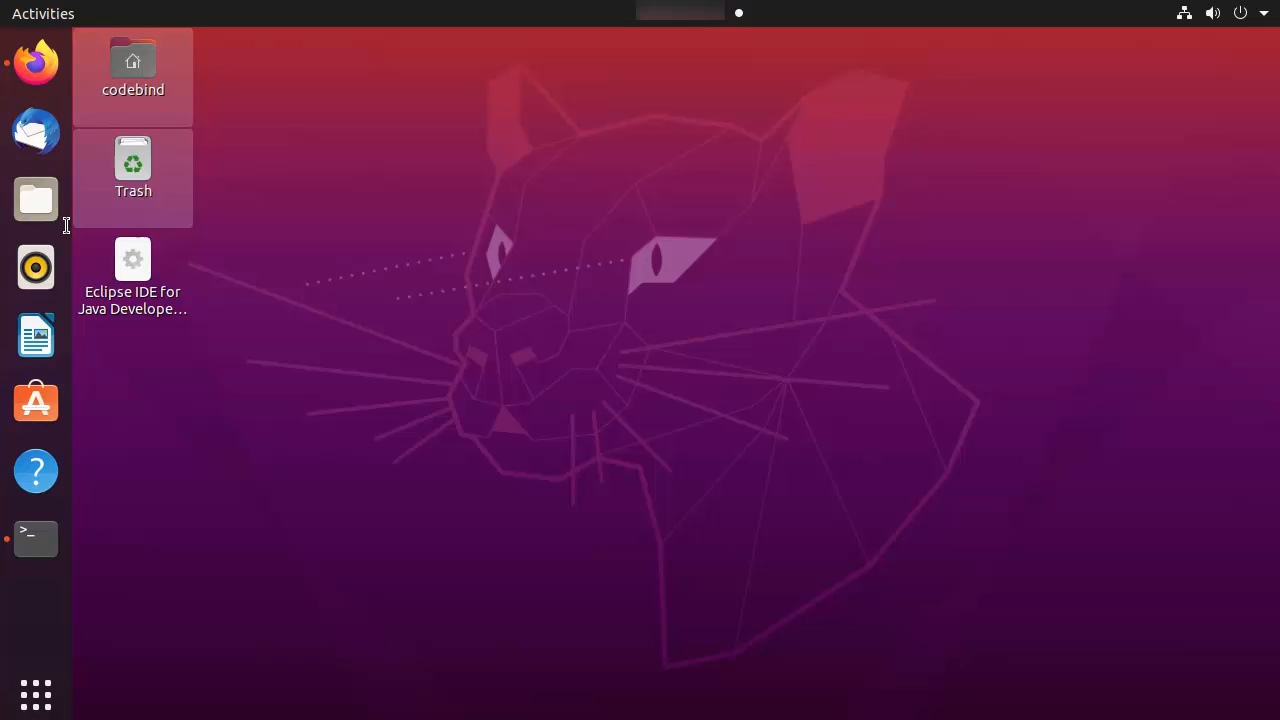 Activities
codebind
Trash
Eclipse IDE for
Java Develope…
>_
?